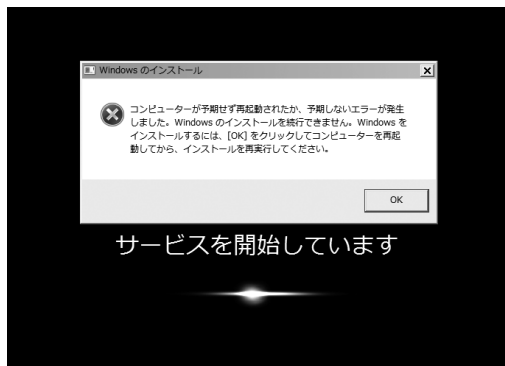 Windows のインストール
コンピューターが予期せず再起動されたか、予期しないエラーが発生
しました。Windows のインストールを続行できません。Windows を
インストールするには、[OK] をクリックしてコンピューターを再起
動してから、インストールを再実行してください。
OK
サービスを開始しています